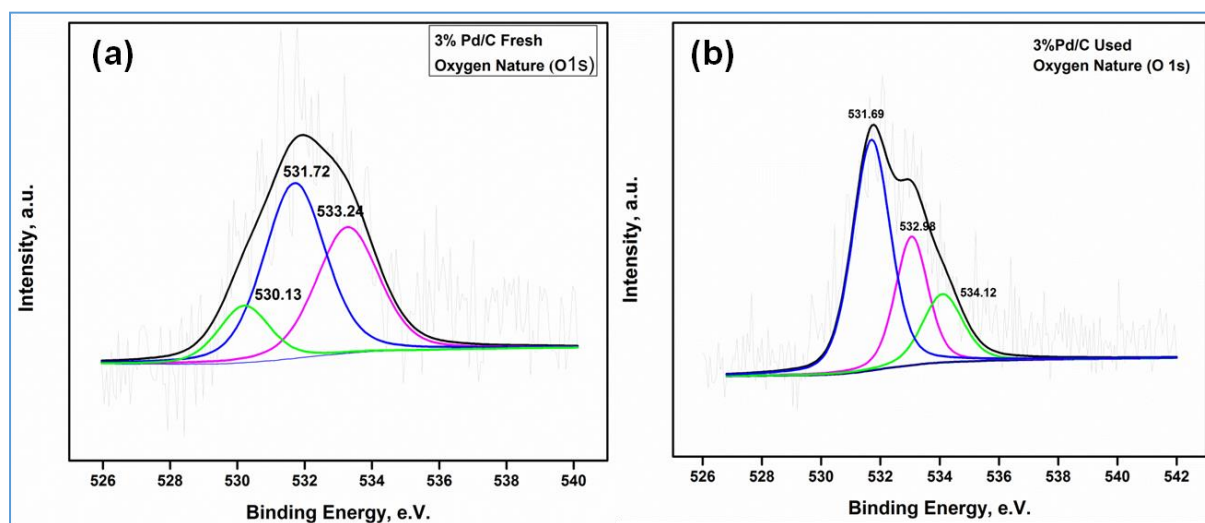 (a)
3% Pd/C Fresh
Oxygen Nature (O1s)
531.72
533.24
530.13
Intensity, a.u.
526 528 530 532 534 536 538 540
Binding Energy, e.V.
(b)
3%Pd/C Used
Oxygen Nature (O 1s)
531.69
532.98
534.12
Intensity, a.u.
526 528 530 532 534 536 538 540 542
Binding Energy, e.V.